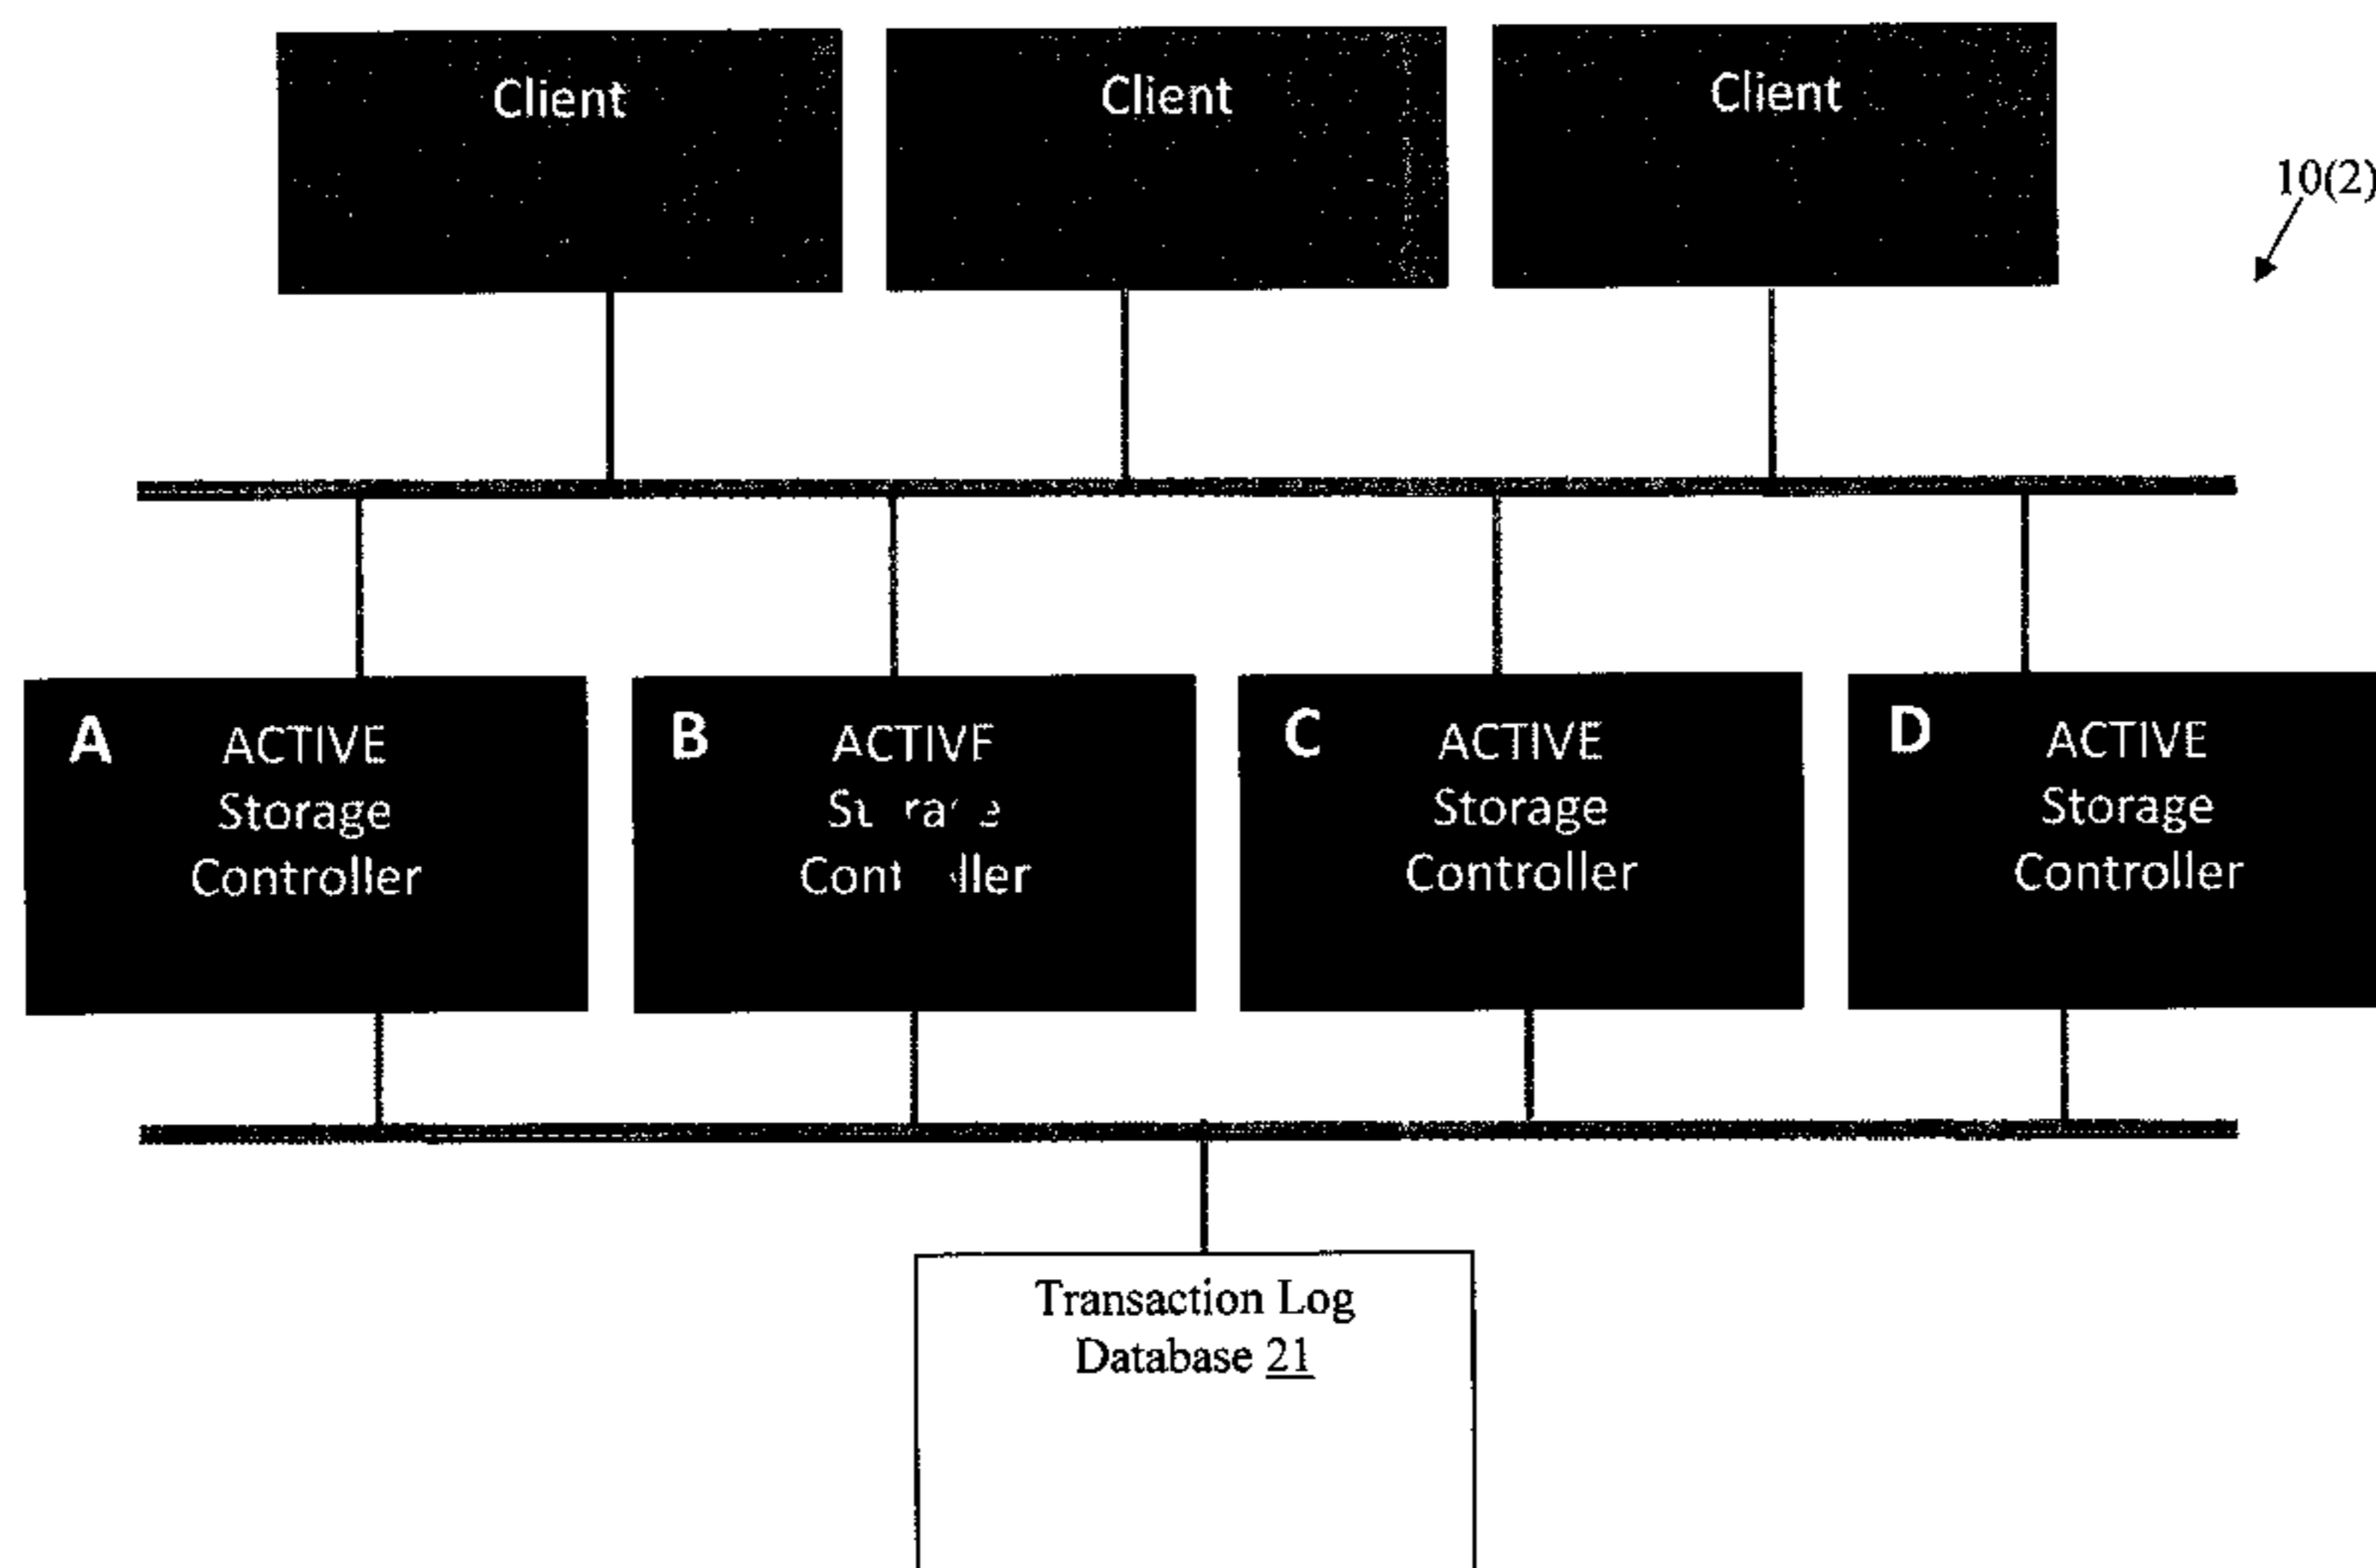 Client
Client
Client
10(2)
A
ACTIVE
Storage
Controller
B
ACTIVE
C
ACTIVE
Storage
Controller
D
ACTIVE
Storage
Controller
Transaction Log
Database 21